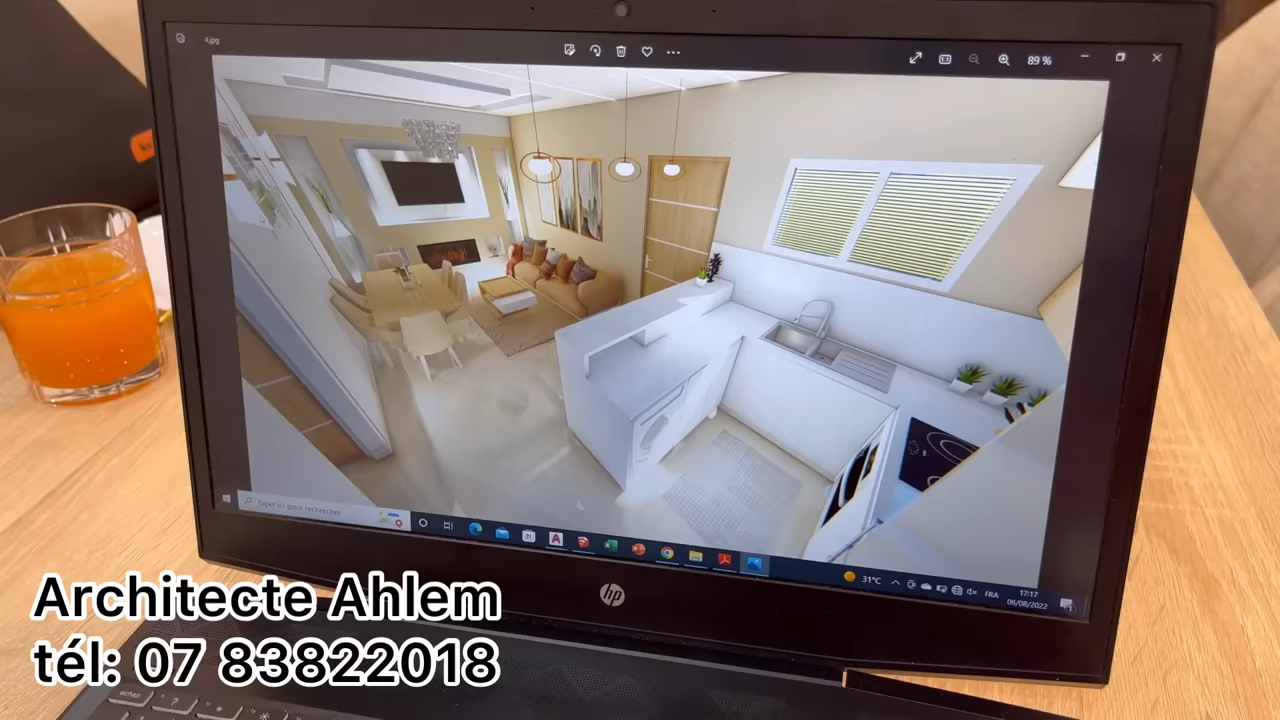 4.jpg
89 %
Taper ici pour rechercher
31°C
FRA
17:17
06/08/2022
hp
echap
Architecte Ahlem
tél: 07 83822018